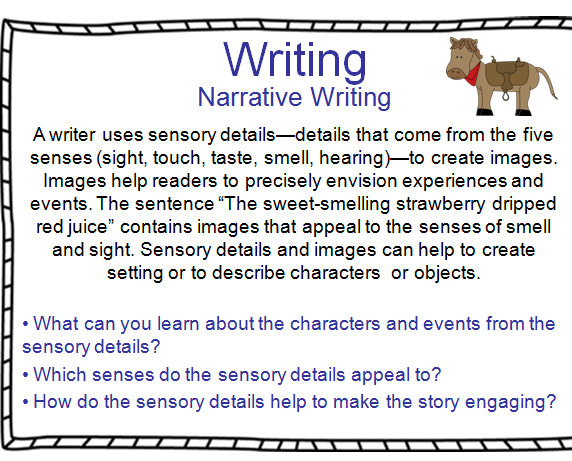 Writing
Narrative Writing
A writer uses sensory details—details that come from the five
senses (sight, touch, taste, smell, hearing)—to create images.
Images help readers to precisely envision experiences and
events. The sentence “The sweet-smelling strawberry dripped
red juice” contains images that appeal to the senses of smell
and sight. Sensory details and images can help to create
setting or to describe characters or objects.
• What can you learn about the characters and events from the
sensory details?
• Which senses do the sensory details appeal to?
• How do the sensory details help to make the story engaging?